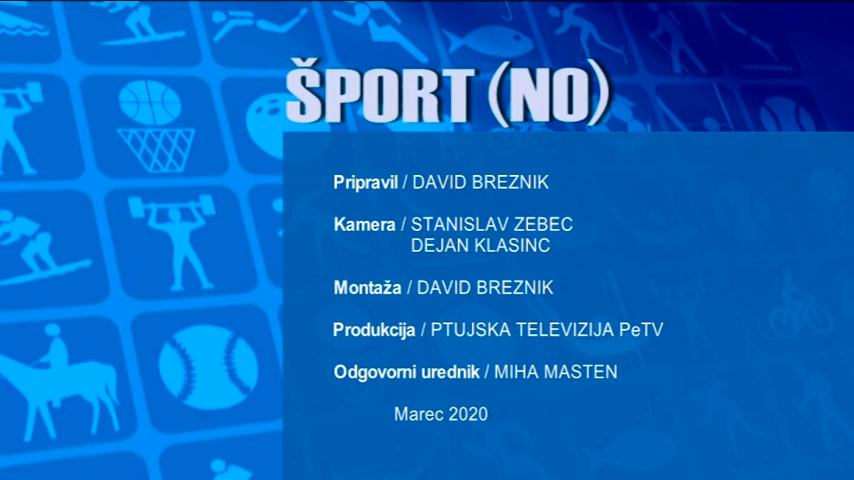 ŠPORT (NO)
Pripravil / DAVID BREZNIK
Kamera / STANISLAV ZEBEC
DEJAN KLASINC
Montaža / DAVID BREZNIK
Produkcija / PTUJSKA TELEVIZIJA PeTV
Odgovorni urednik / MIHA MASTEN
Marec 2020